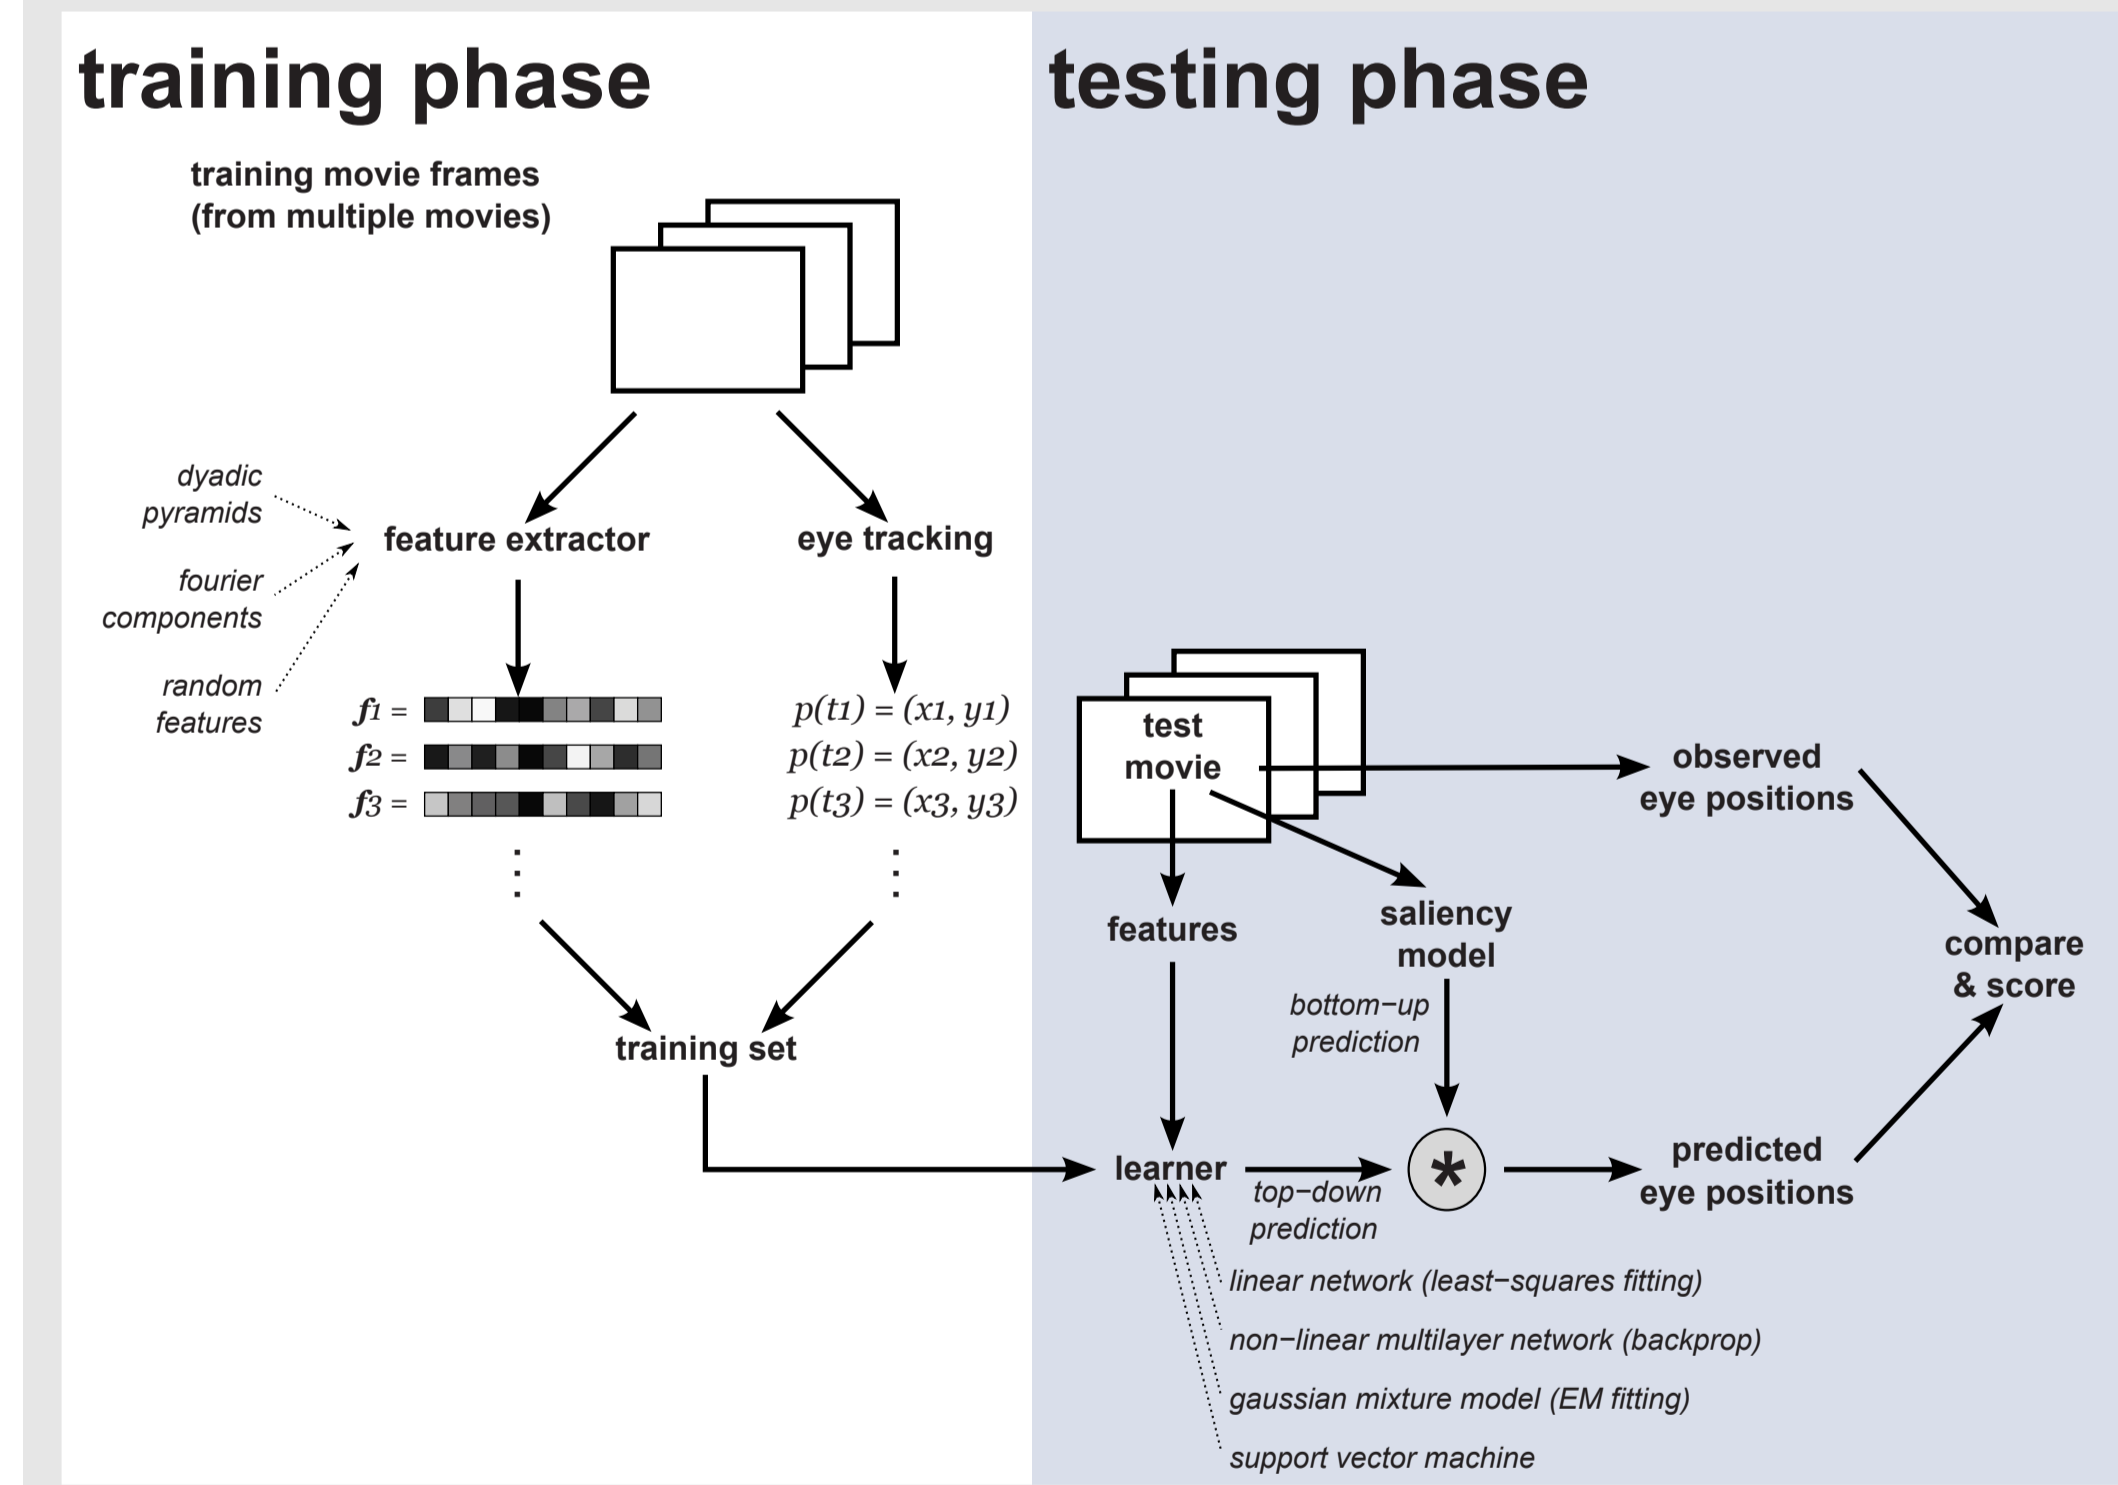 training phase
training movie frames
(from multiple movies)
dyadic
pyramids
fourier
components
random
features
feature extractor
eye tracking
f1 =
f2 =
f3 =
p(t1) = (x1, y1)
p(t2) = (x2, y2)
p(t3) = (x3, y3)
training set
testing phase
test
movie
observed
eye positions
features
saliency
model
compare
& score
bottom−up
prediction
learner
*
top−down
prediction
predicted
eye positions
linear network (least−squares fitting)
non−linear multilayer network (backprop)
gaussian mixture model (EM fitting)
support vector machine